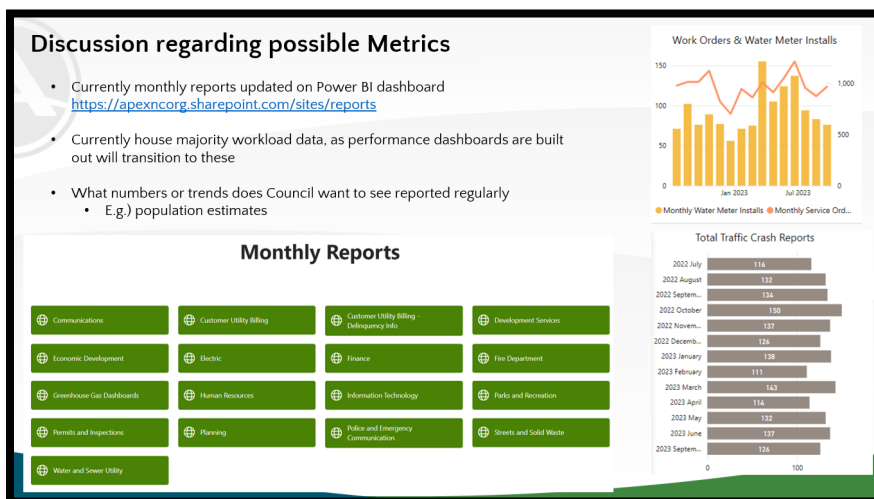 Discussion regarding possible Metrics
• Currently monthly reports updated on Power BI dashboard
https://apexncorg.sharepoint.com/sites/reports
• Currently house majority workload data, as performance dashboards are built
out will transition to these
• What numbers or trends does Council want to see reported regularly
• E.g.) population estimates
Work Orders & Water Meter Installs
150
100
50
0
1,000
500
0
Jan 2023
Jul 2023
Monthly Water Meter Installs
Monthly Service Ord...
Monthly Reports
Communications
Customer Utility Billing
Customer Utility Billing -
Delinquency Info
Development Services
Economic Development
Electric
Finance
Fire Department
Greenhouse Gas Dashboards
Human Resources
Information Technology
Parks and Recreation
Permits and Inspections
Planning
Police and Emergency
Communication
Streets and Solid Waste
Water and Sewer Utility
Total Traffic Crash Reports
2022 July 116
2022 August 132
2022 Septem... 134
2022 October 150
2022 Novem... 137
2022 Decemb... 126
2023 January 138
2023 February 111
2023 March 143
2023 April 114
2023 May 132
2023 June 137
2023 Septem... 126
0
100